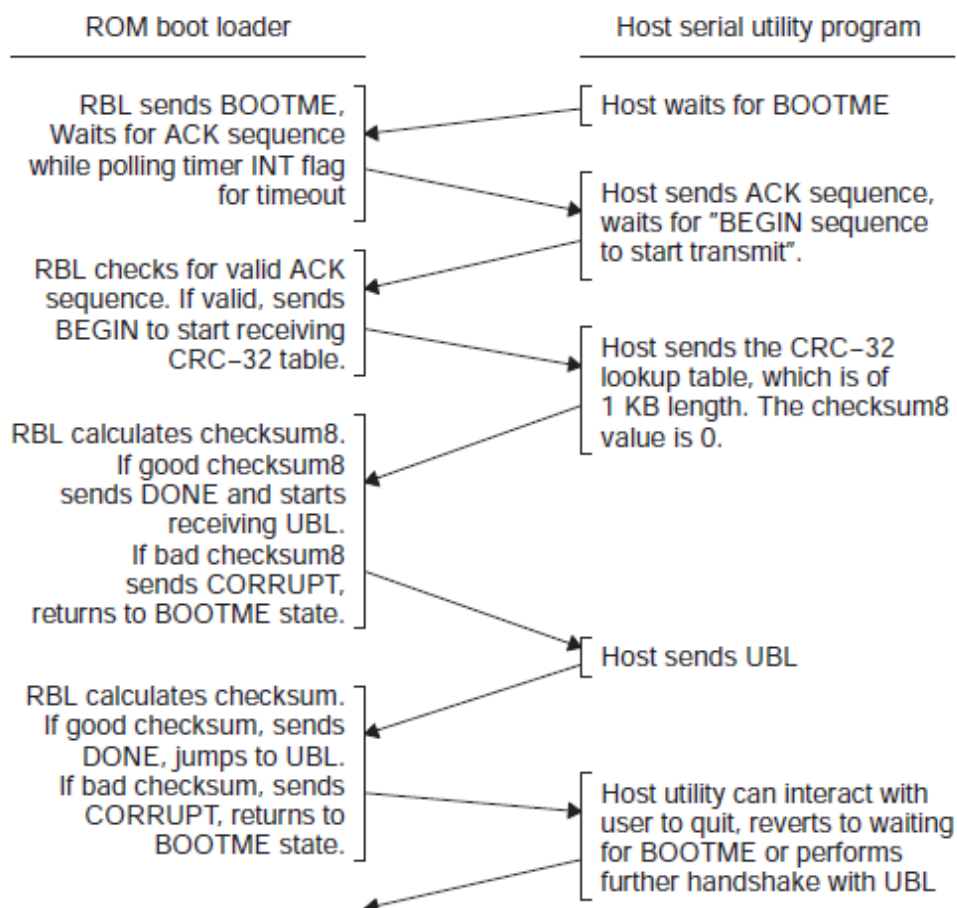 ROM boot loader
Host serial utility program
RBL sends BOOTME,
Waits for ACK sequence
while polling timer INT flag
for timeout
Host waits for BOOTME
Host sends ACK sequence,
waits for ”BEGIN sequence
to start transmit”.
RBL checks for valid ACK
sequence. If valid, sends
BEGIN to start receiving
CRC−32 table.
Host sends the CRC−32
lookup table, which is of
1 KB length. The checksum8
value is 0.
RBL calculates checksum8.
If good checksum8
sends DONE and starts
receiving UBL.
If bad checksum8
sends CORRUPT,
returns to BOOTME state.
Host sends UBL
RBL calculates checksum.
If good checksum, sends
DONE, jumps to UBL.
If bad checksum, sends
CORRUPT, returns to
BOOTME state.
Host utility can interact with
user to quit, reverts to waiting
for BOOTME or performs
further handshake with UBL